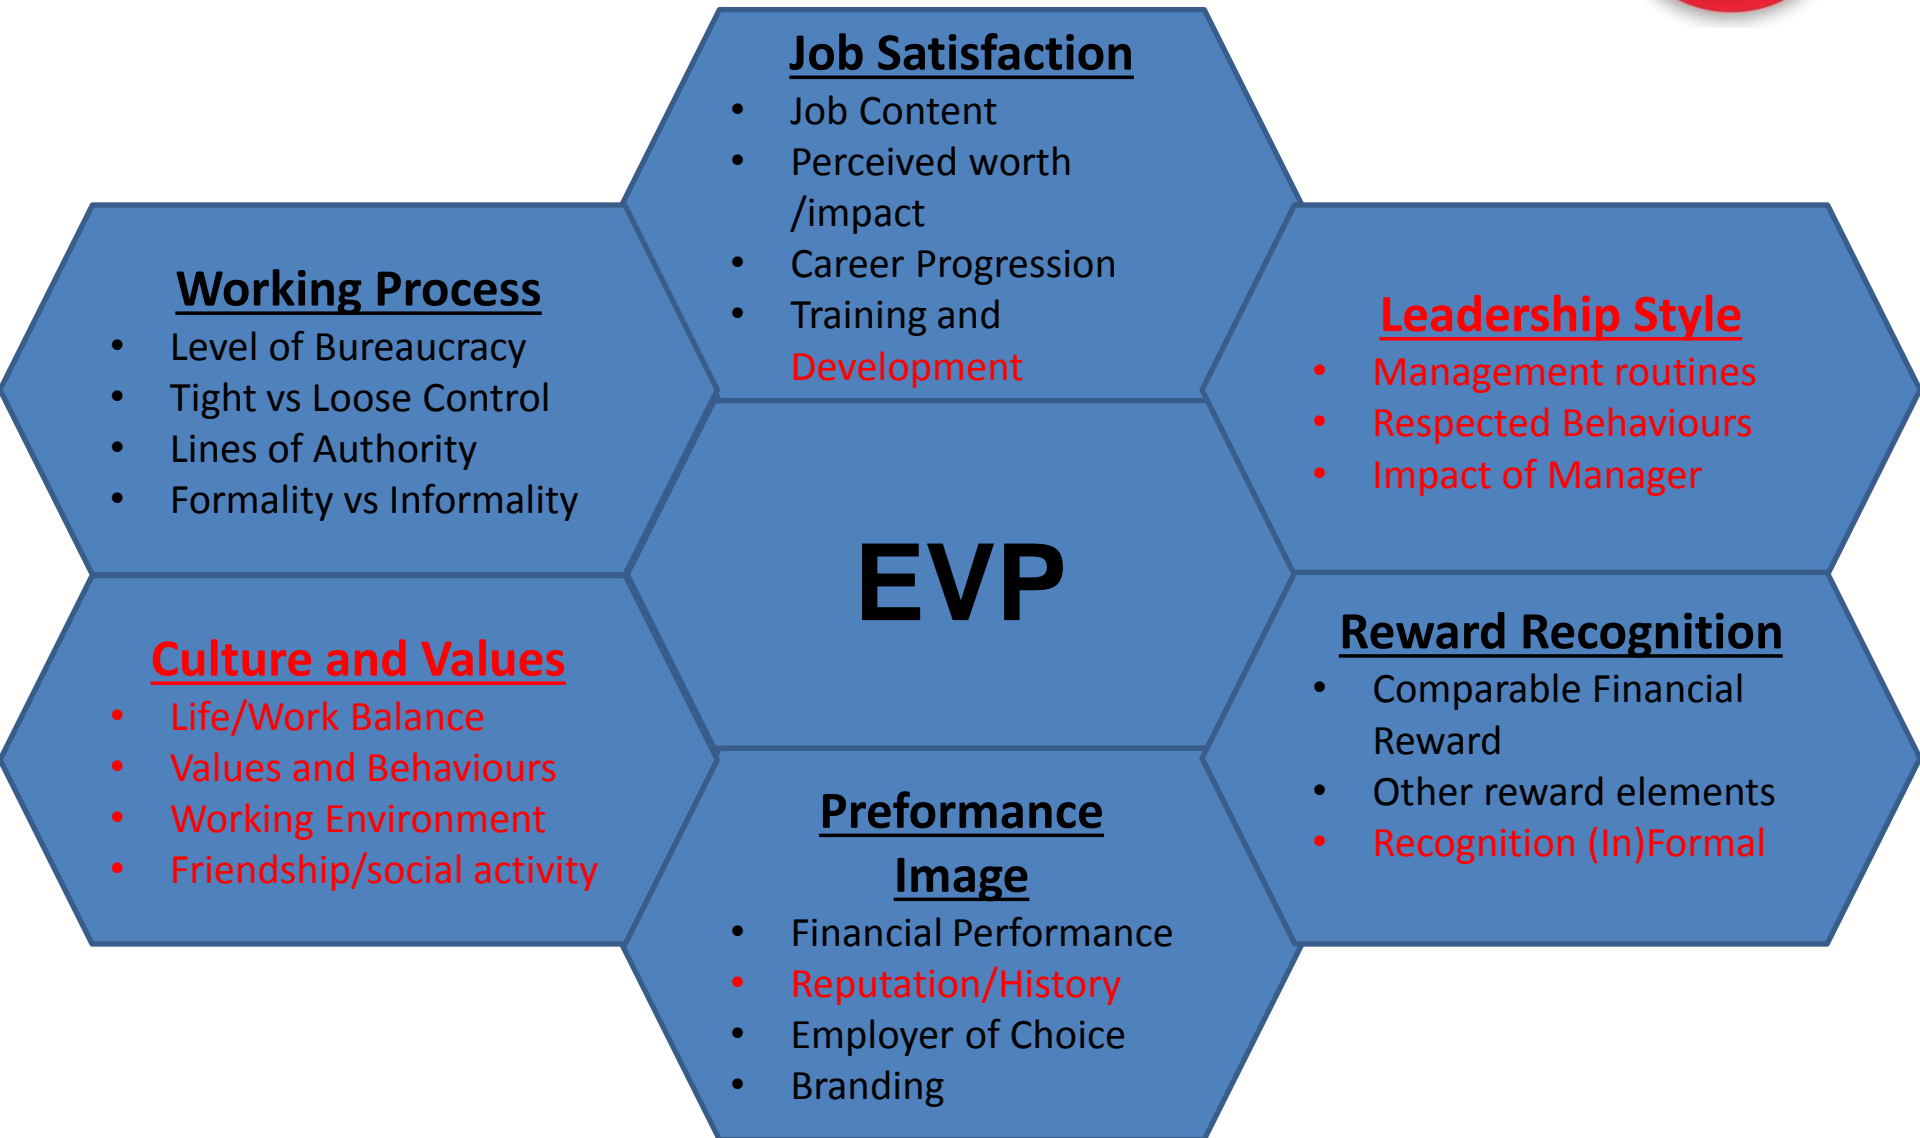 Job Satisfaction
• Job Content
• Perceived worth
/impact
• Career Progression
• Training and
Development
Working Process
• Level of Bureaucracy
• Tight vs Loose Control
• Lines of Authority
• Formality vs Informality
Leadership Style
• Management routines
• Respected Behaviours
• Impact of Manager
EVP
Culture and Values
• Life/Work Balance
• Values and Behaviours
• Working Environment
• Friendship/social activity
Reward Recognition
• Comparable Financial
Reward
• Other reward elements
• Recognition (In)Formal
Preformance
Image
• Financial Performance
• Reputation/History
• Employer of Choice
• Branding